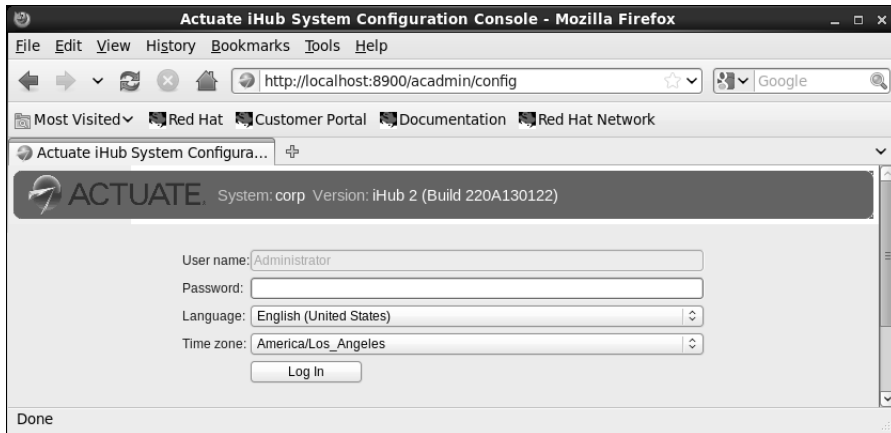 Actuate iHub System Configuration Console - Mozilla Firefox
File Edit View History Bookmarks Tools Help
http://localhost:8900/acadmin/config
Google
Most Visited Red Hat Customer Portal Documentation Red Hat Network
Actuate iHub System Configura...
ACTUATE. System: corp Version: iHub 2 (Build 220A130122)
User name: Administrator
Password:
Language: English (United States)
Time zone: America/Los_Angeles
Log In
Done